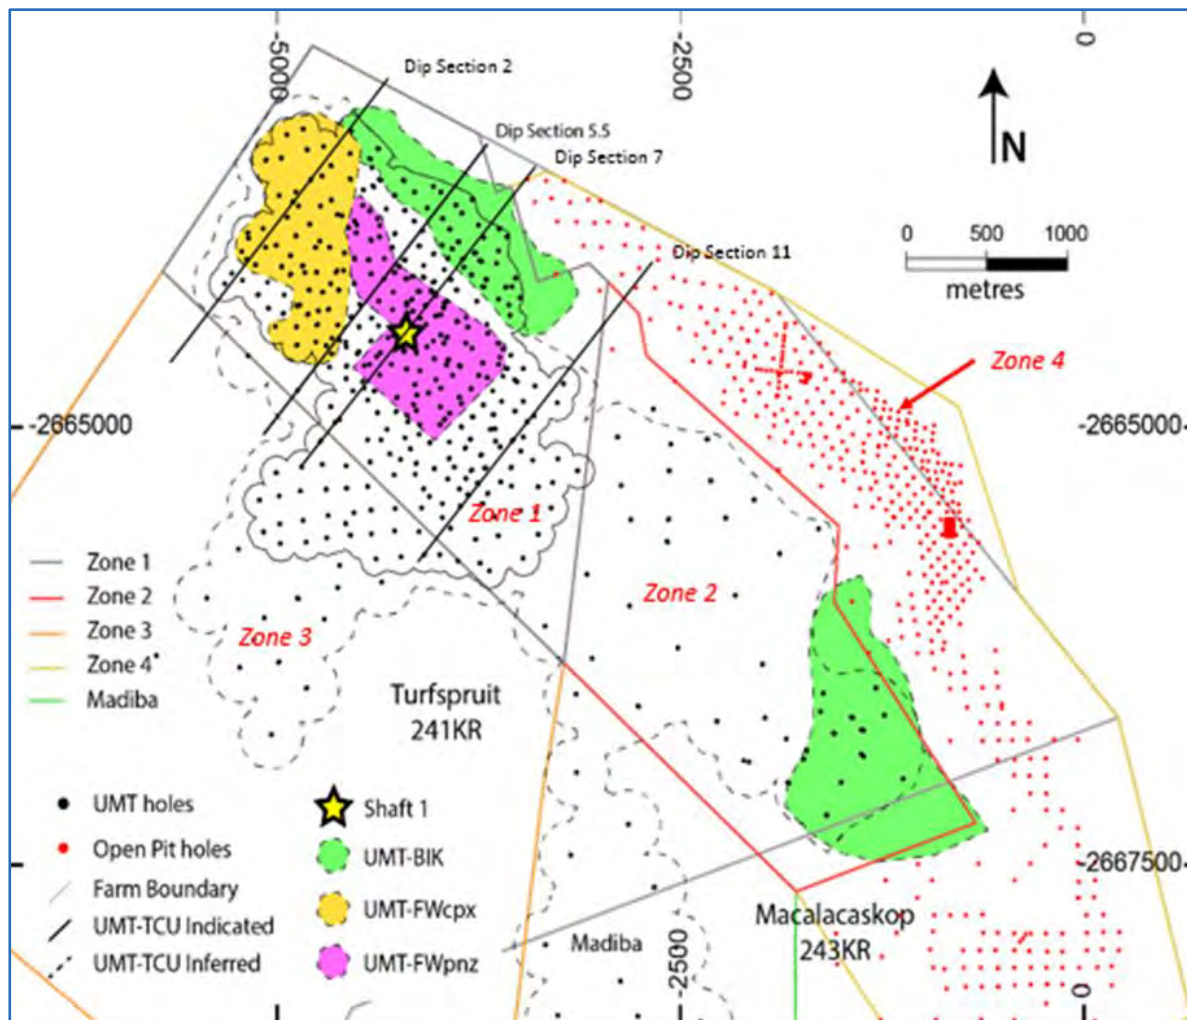 -5000
-2500
0
Dip Section 2
Dip Section 5.5
Dip Section 7
N
0 500 1000
metres
Dip Section 11
Zone 4
-2665000
-2665000
Zone 1
Zone 1
Zone 2
Zone 3
Zone 4
Madiba
Zone 2
Zone 3
Turfspruit
241KR
UMT holes
Open Pit holes
Farm Boundary
UMT-TCU Indicated
UMT-TCU Inferred
Shaft 1
UMT-BIK
UMT-FWcpx
UMT-FWpnz
-2667500
Macalacaskop
243KR
Madiba
-2500
0